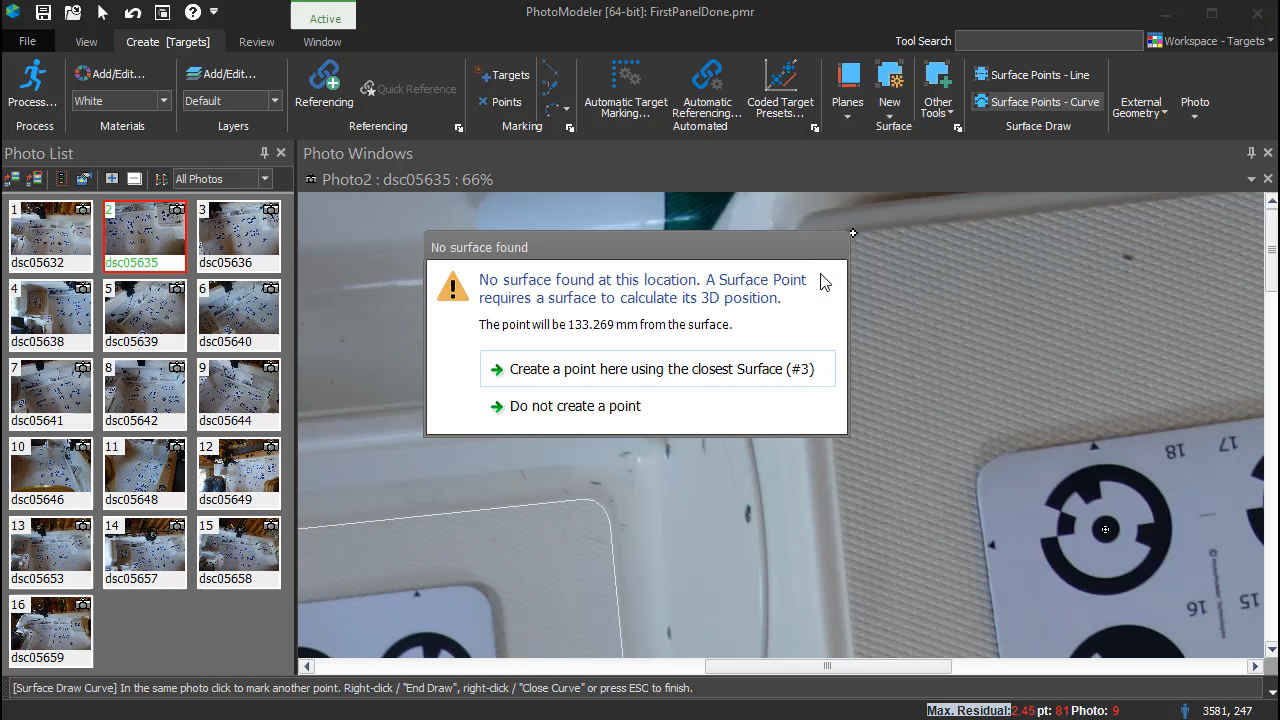 PhotoModeler [64-bit]: FirstPanelDone.pmr
Active
File
View
Create [Targets]
Review
Window
Tool Search
Workspace - Targets
Process...
Process
Add/Edit...
White
Materials
Add/Edit...
Default
Layers
Referencing
Quick Reference
Referencing
Targets
Points
Marking
Automatic Target Marking...
Automatic Referencing...
Coded Target Presets...
Automated
Planes
New
Other Tools
Surface
Surface Points - Line
Surface Points - Curve
Surface Draw
External Geometry
Photo
Photo List
All Photos
1
dsc05632
2
dsc05635
3
dsc05636
4
dsc05638
5
dsc05639
6
dsc05640
7
dsc05641
8
dsc05642
9
dsc05644
10
dsc05646
11
dsc05648
12
dsc05649
13
dsc05653
14
dsc05657
15
dsc05658
16
dsc05659
Photo Windows
Photo2 : dsc05635 : 66%
No surface found
No surface found at this location. A Surface Point
requires a surface to calculate its 3D position.
The point will be 133.269 mm from the surface.
Create a point here using the closest Surface (#3)
Do not create a point
18
17
16
15
[Surface Draw Curve] In the same photo click to mark another point. Right-click / "End Draw", right-click / "Close Curve" or press ESC to finish.
Max. Residual: 2.45 pt: 81 Photo: 9
3581, 247